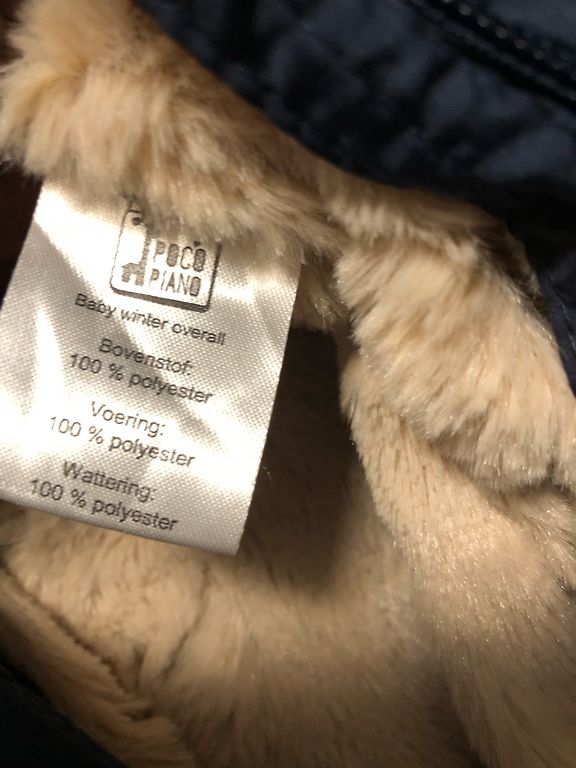 POCO
PIANO
Baby winter overall
Bovenstof:
100 % polyester
Voering:
100 % polyester
Wattering:
100 % polyester